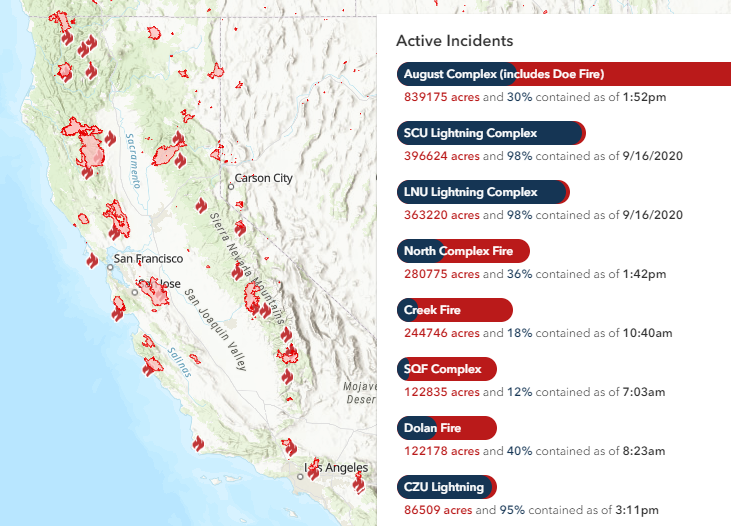 Active Incidents
August Complex (includes Doe Fire)
839175 acres and 30% contained as of 1:52pm
SCU Lightning Complex
396624 acres and 98% contained as of 9/16/2020
LNU Lightning Complex
363220 acres and 98% contained as of 9/16/2020
North Complex Fire
280775 acres and 36% contained as of 1:42pm
Creek Fire
244746 acres and 18% contained as of 10:40am
SQF Complex
122835 acres and 12% contained as of 7:03am
Dolan Fire
122178 acres and 40% contained as of 8:23am
CZU Lightning
86509 acres and 95% contained as of 3:11pm
Sacramento
Carson City
Sierra Nevada Mountains
San Francisco
San Joaquin Valley
Salinas
Mojave
Desert
Los Angeles